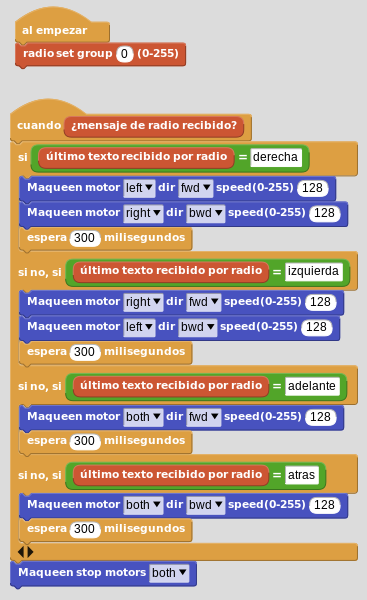 al empezar
radio set group 0 (0-255)
cuando ¿mensaje de radio recibido?
si último texto recibido por radio = derecha
Maqueen motor left dir fwd speed(0-255) 128
Maqueen motor right dir bwd speed(0-255) 128
espera 300 milisegundos
si no, si último texto recibido por radio = izquierda
Maqueen motor right dir fwd speed(0-255) 128
Maqueen motor left dir bwd speed(0-255) 128
espera 300 milisegundos
si no, si último texto recibido por radio = adelante
Maqueen motor both dir fwd speed(0-255) 128
espera 300 milisegundos
si no, si último texto recibido por radio = atras
Maqueen motor both dir bwd speed(0-255) 128
espera 300 milisegundos
Maqueen stop motors both